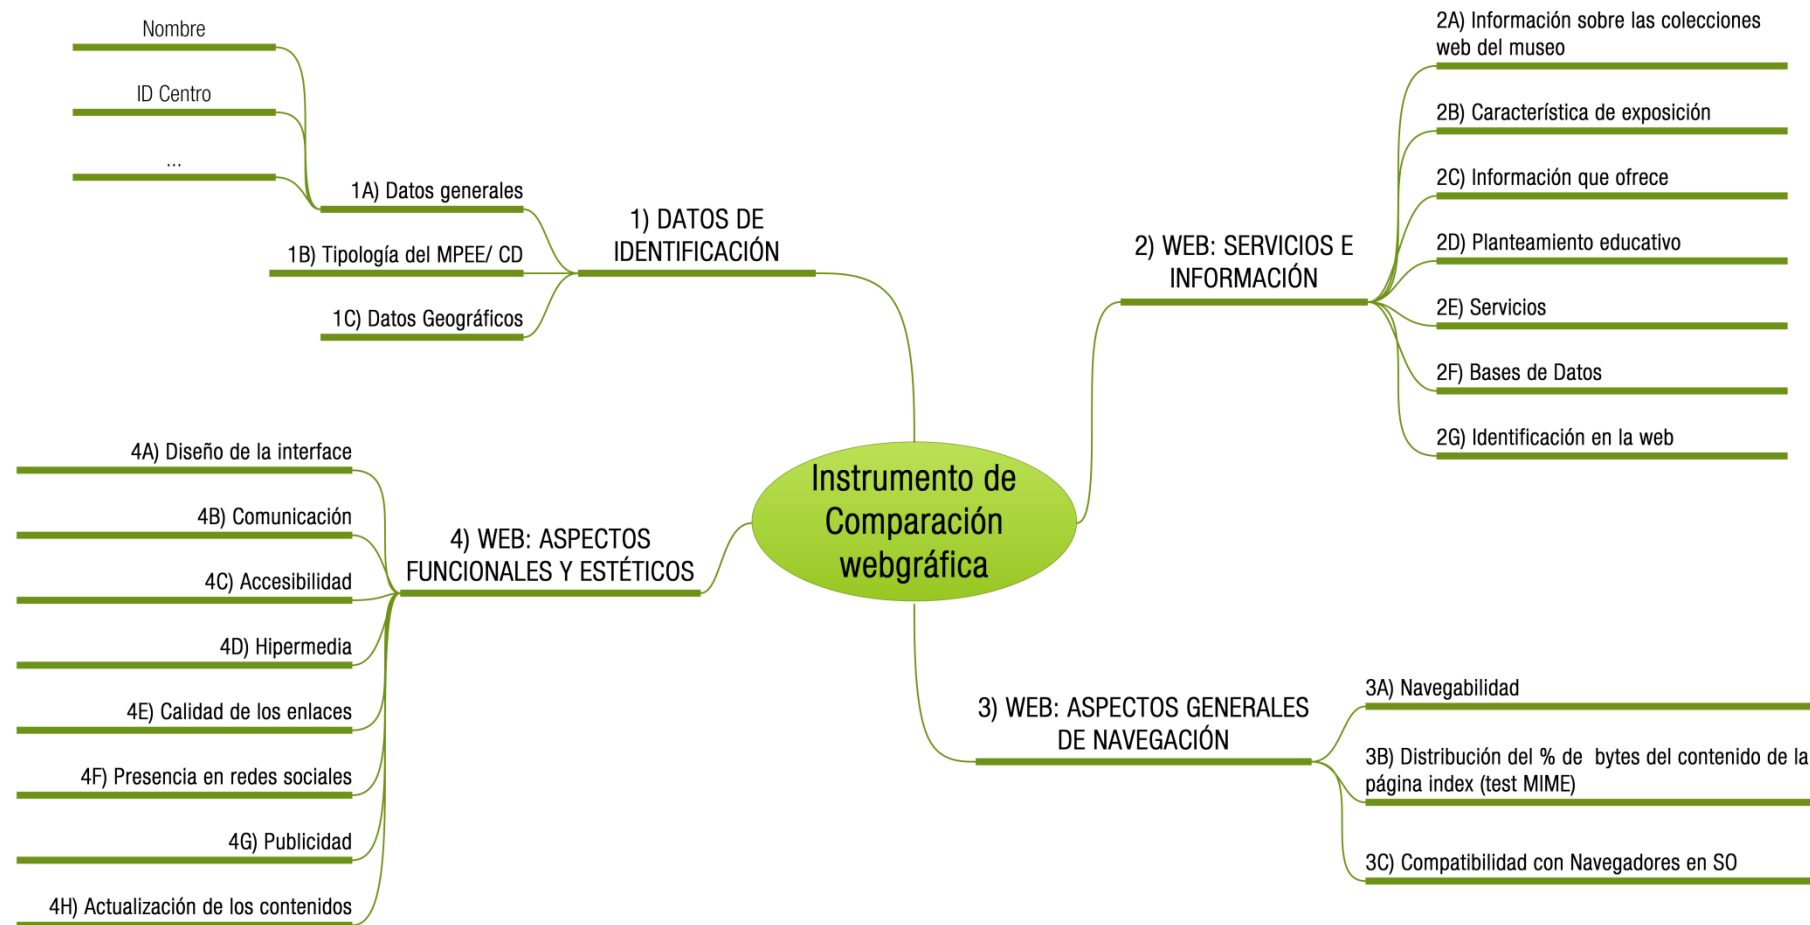 Instrumento de
Comparación
webgráfica
1) DATOS DE
IDENTIFICACIÓN
1A) Datos generales
Nombre
ID Centro
...
1B) Tipología del MPEE/ CD
1C) Datos Geográficos
2) WEB: SERVICIOS E
INFORMACIÓN
2A) Información sobre las colecciones
web del museo
2B) Característica de exposición
2C) Información que ofrece
2D) Planteamiento educativo
2E) Servicios
2F) Bases de Datos
2G) Identificación en la web
3) WEB: ASPECTOS GENERALES
DE NAVEGACIÓN
3A) Navegabilidad
3B) Distribución del % de  bytes del contenido de la
página index (test MIME)
3C) Compatibilidad con Navegadores en SO
4) WEB: ASPECTOS
FUNCIONALES Y ESTÉTICOS
4A) Diseño de la interface
4B) Comunicación
4C) Accesibilidad
4D) Hipermedia
4E) Calidad de los enlaces
4F) Presencia en redes sociales
4G) Publicidad
4H) Actualización de los contenidos